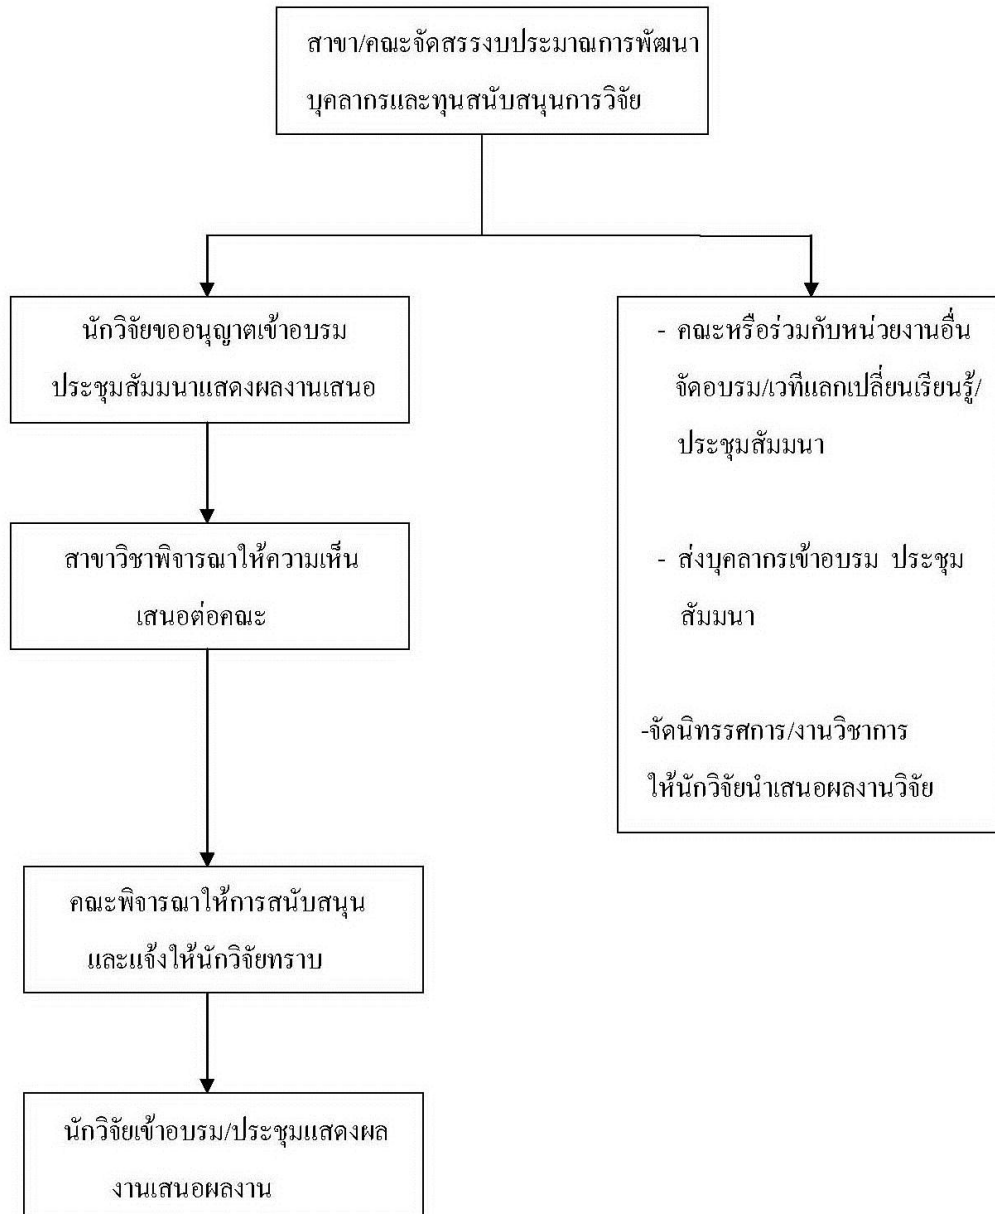 สาขา/คณะจัดสรรงบประมาณการพัฒนา
บุคลากรและทุนสนับสนุนการวิจัย
นักวิจัยขออนุญาตเข้าอบรม
ประชุมสัมมนาแสดงผลงานเสนอ
สาขาวิชาพิจารณาให้ความเห็น
เสนอต่อคณะ
คณะพิจารณาให้การสนับสนุน
และแจ้งให้นักวิจัยทราบ
นักวิจัยเข้าอบรม/ประชุมแสดงผล
งานเสนอผลงาน
- คณะหรือร่วมกับหน่วยงานอื่น
จัดอบรม/เวทีแลกเปลี่ยนเรียนรู้/
ประชุมสัมมนา
- ส่งบุคลากรเข้าอบรม ประชุม
สัมมนา
-จัดนิทรรศการ/งานวิชาการ
ให้นักวิจัยนำเสนอผลงานวิจัย